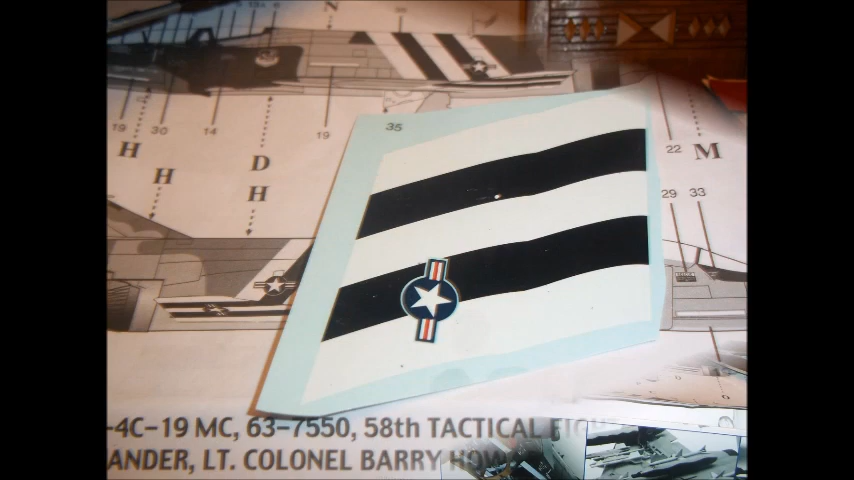 35
N
19 30 14 19
35
H
H
D
H
22 M
29 33
-4C-19 MC, 63-7550, 58th TACTICAL
ANDER, LT. COLONEL BARRY